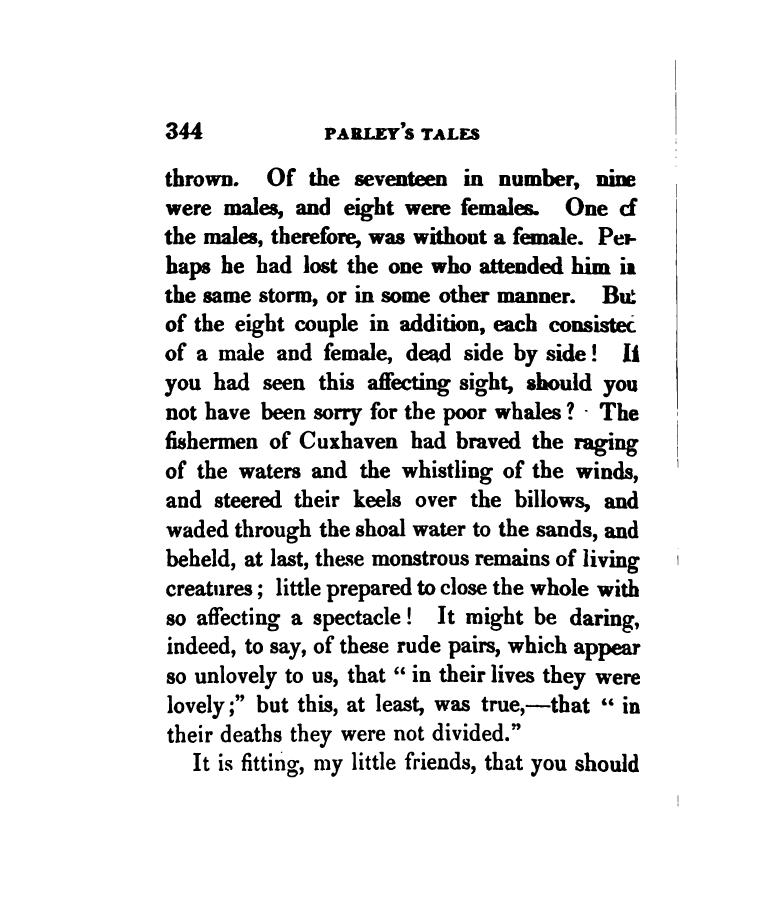 344 PARLEY'S TALES
thrown. Of the seventeen in number, nine
were males, and eight were females. One of
the males, therefore, was without a female. Per-
haps he had lost the one who attended him in
the same storm, or in some other manner. But
of the eight couple in addition, each consisted
of a male and female, dead side by side! If
you had seen this affecting sight, should you
not have been sorry for the poor whales? The
fishermen of Cuxhaven had braved the raging
of the waters and the whistling of the winds,
and steered their keels over the billows, and
waded through the shoal water to the sands, and
beheld, at last, these monstrous remains of living
creatures; little prepared to close the whole with
so affecting a spectacle! It might be daring,
indeed, to say, of these rude pairs, which appear
so unlovely to us, that “in their lives they were
lovely;” but this, at least, was true,—that “in
their deaths they were not divided.”
It is fitting, my little friends, that you should